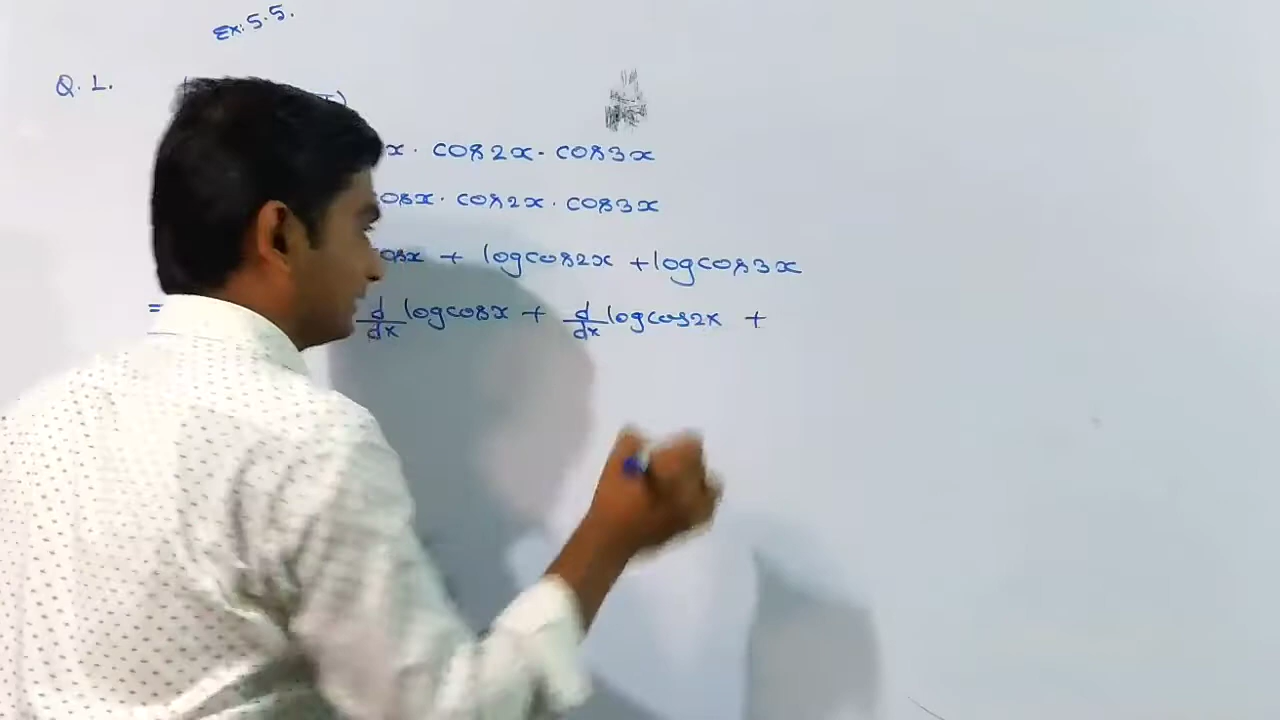 Ex: 5.5.
Q. 1.
x · cos2x · cos3x
cosx · cos2x · cos3x
cosx + logcos2x + logcos3x
= d/dx logcosx + d/dx logcos2x +